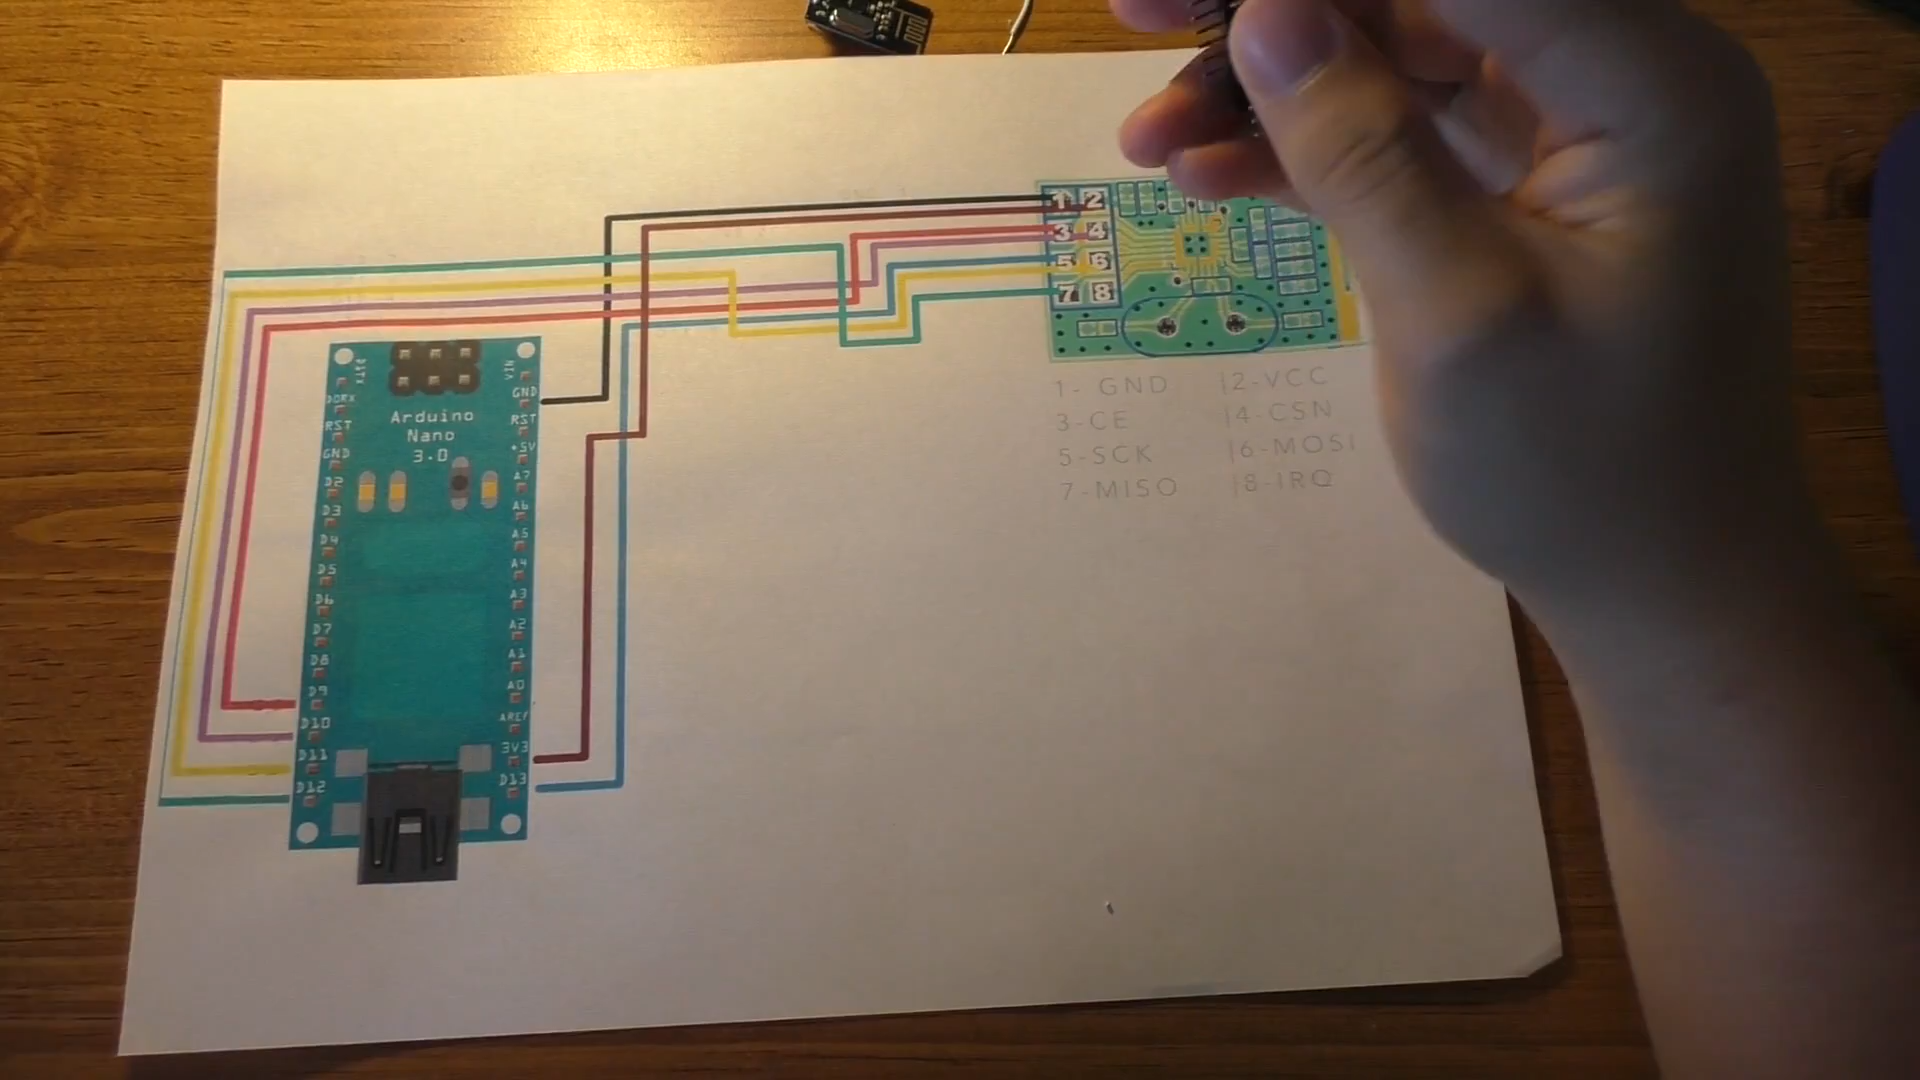 1 2
3 4
5 6
7 8
1- GND |2-VCC
3-CE |4-CSN
5-SCK |6-MOSI
7-MISO |8-IRQ
VIN
GND
RST
+5V
A7
A6
A5
A4
A3
A2
A1
A0
AREF
3V3
D13
Arduino
Nano
3.0
RST
GND
D2
D3
D4
D5
D6
D7
D8
D9
D10
D11
D12